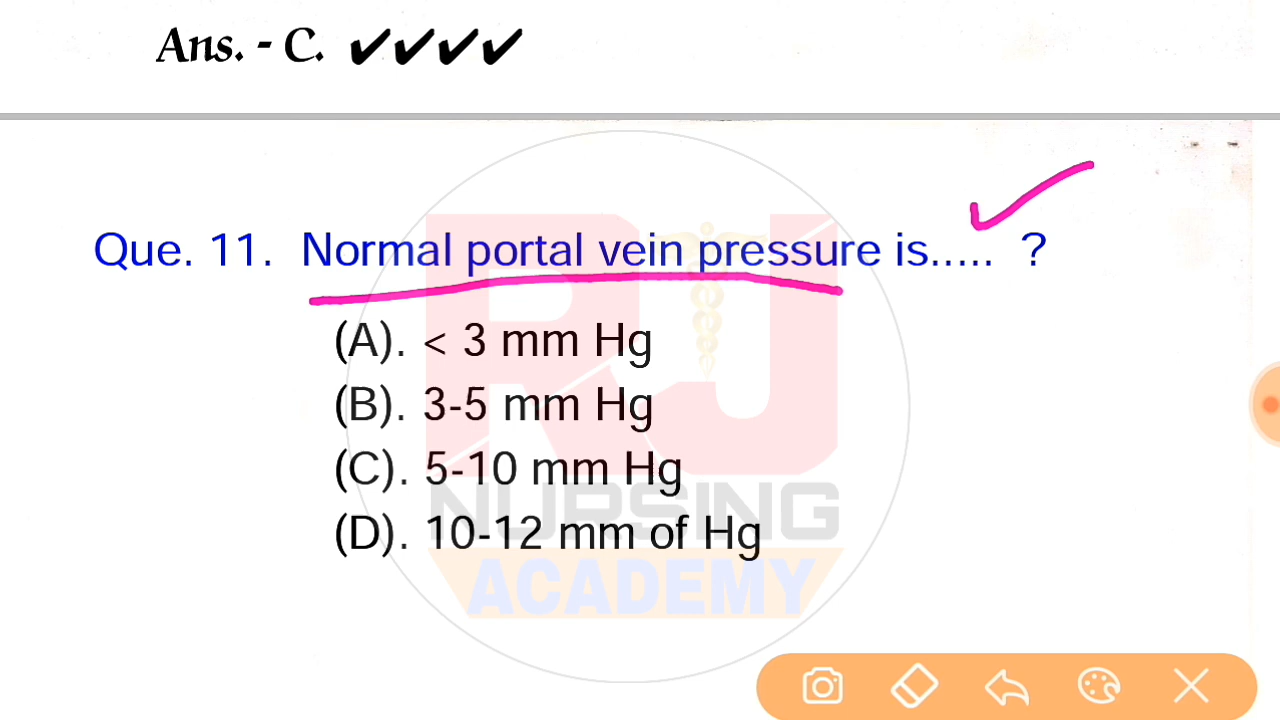 Ans. - C. ✔✔✔✔
Que. 11. Normal portal vein pressure is..... ?
(A). < 3 mm Hg
(B). 3-5 mm Hg
(C). 5-10 mm Hg
(D). 10-12 mm of Hg
RJ
NURSING
ACADEMY